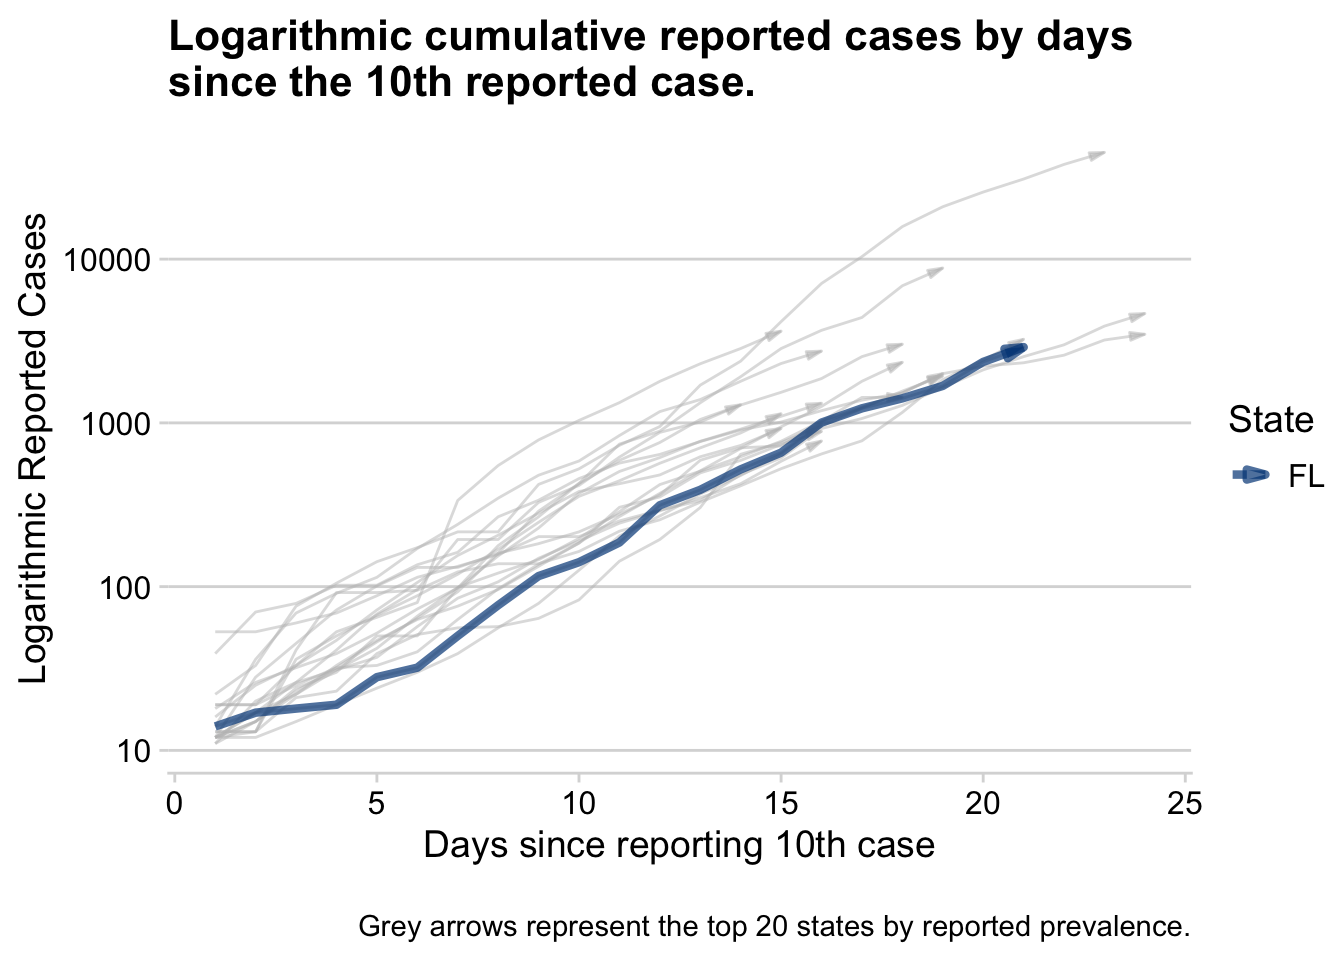 Logarithmic cumulative reported cases by days
since the 10th reported case.
Logarithmic Reported Cases
10000
1000
100
10
0 5 10 15 20 25
Days since reporting 10th case
State
FL
Grey arrows represent the top 20 states by reported prevalence.